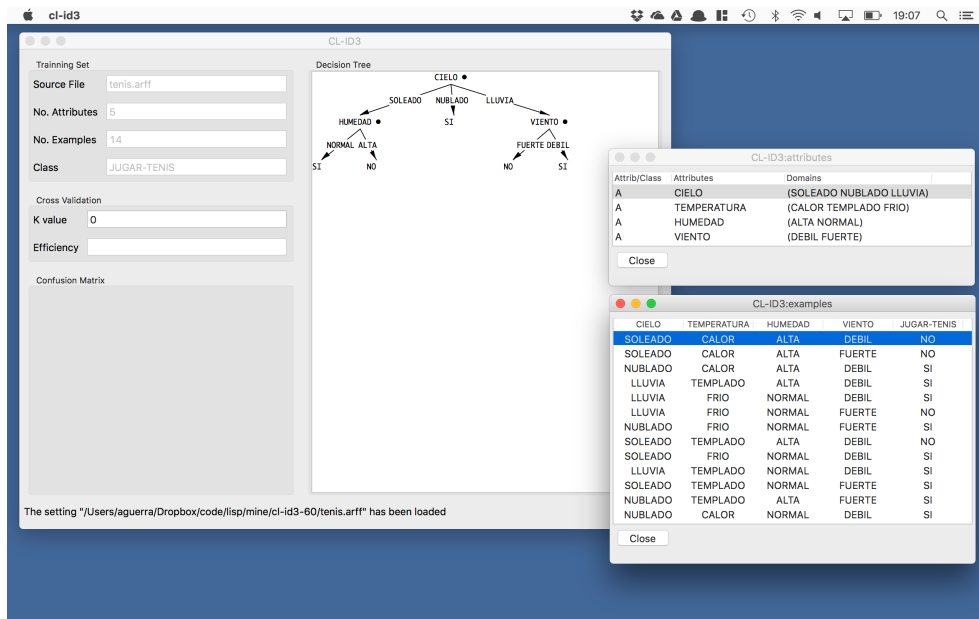 cl-id3 19:07
CL-ID3
Trainning Set
Source File tenis.arff
No. Attributes 5
No. Examples 14
Class JUGAR-TENIS
Cross Validation
K value 0
Efficiency
Confusion Matrix
Decision Tree
CIELO
SOLEADO NUBLADO LLUVIA
HUMEDAD SI VIENTO
NORMAL ALTA FUERTE DEBIL
SI NO NO SI
The setting "/Users/aguerra/Dropbox/code/lisp/mine/cl-id3-60/tenis.arff" has been loaded
CL-ID3:attributes
Attrib/Class Attributes Domains
A CIELO (SOLEADO NUBLADO LLUVIA)
A TEMPERATURA (CALOR TEMPLADO FRIO)
A HUMEDAD (ALTA NORMAL)
A VIENTO (DEBIL FUERTE)
Close
CL-ID3:examples
CIELO TEMPERATURA HUMEDAD VIENTO JUGAR-TENIS
SOLEADO CALOR ALTA DEBIL NO
SOLEADO CALOR ALTA FUERTE NO
NUBLADO CALOR ALTA DEBIL SI
LLUVIA TEMPLADO ALTA DEBIL SI
LLUVIA FRIO NORMAL DEBIL SI
LLUVIA FRIO NORMAL FUERTE NO
NUBLADO FRIO NORMAL FUERTE SI
SOLEADO TEMPLADO ALTA DEBIL NO
SOLEADO FRIO NORMAL DEBIL SI
LLUVIA TEMPLADO NORMAL DEBIL SI
SOLEADO TEMPLADO NORMAL FUERTE SI
NUBLADO TEMPLADO ALTA FUERTE SI
NUBLADO CALOR NORMAL DEBIL SI
Close